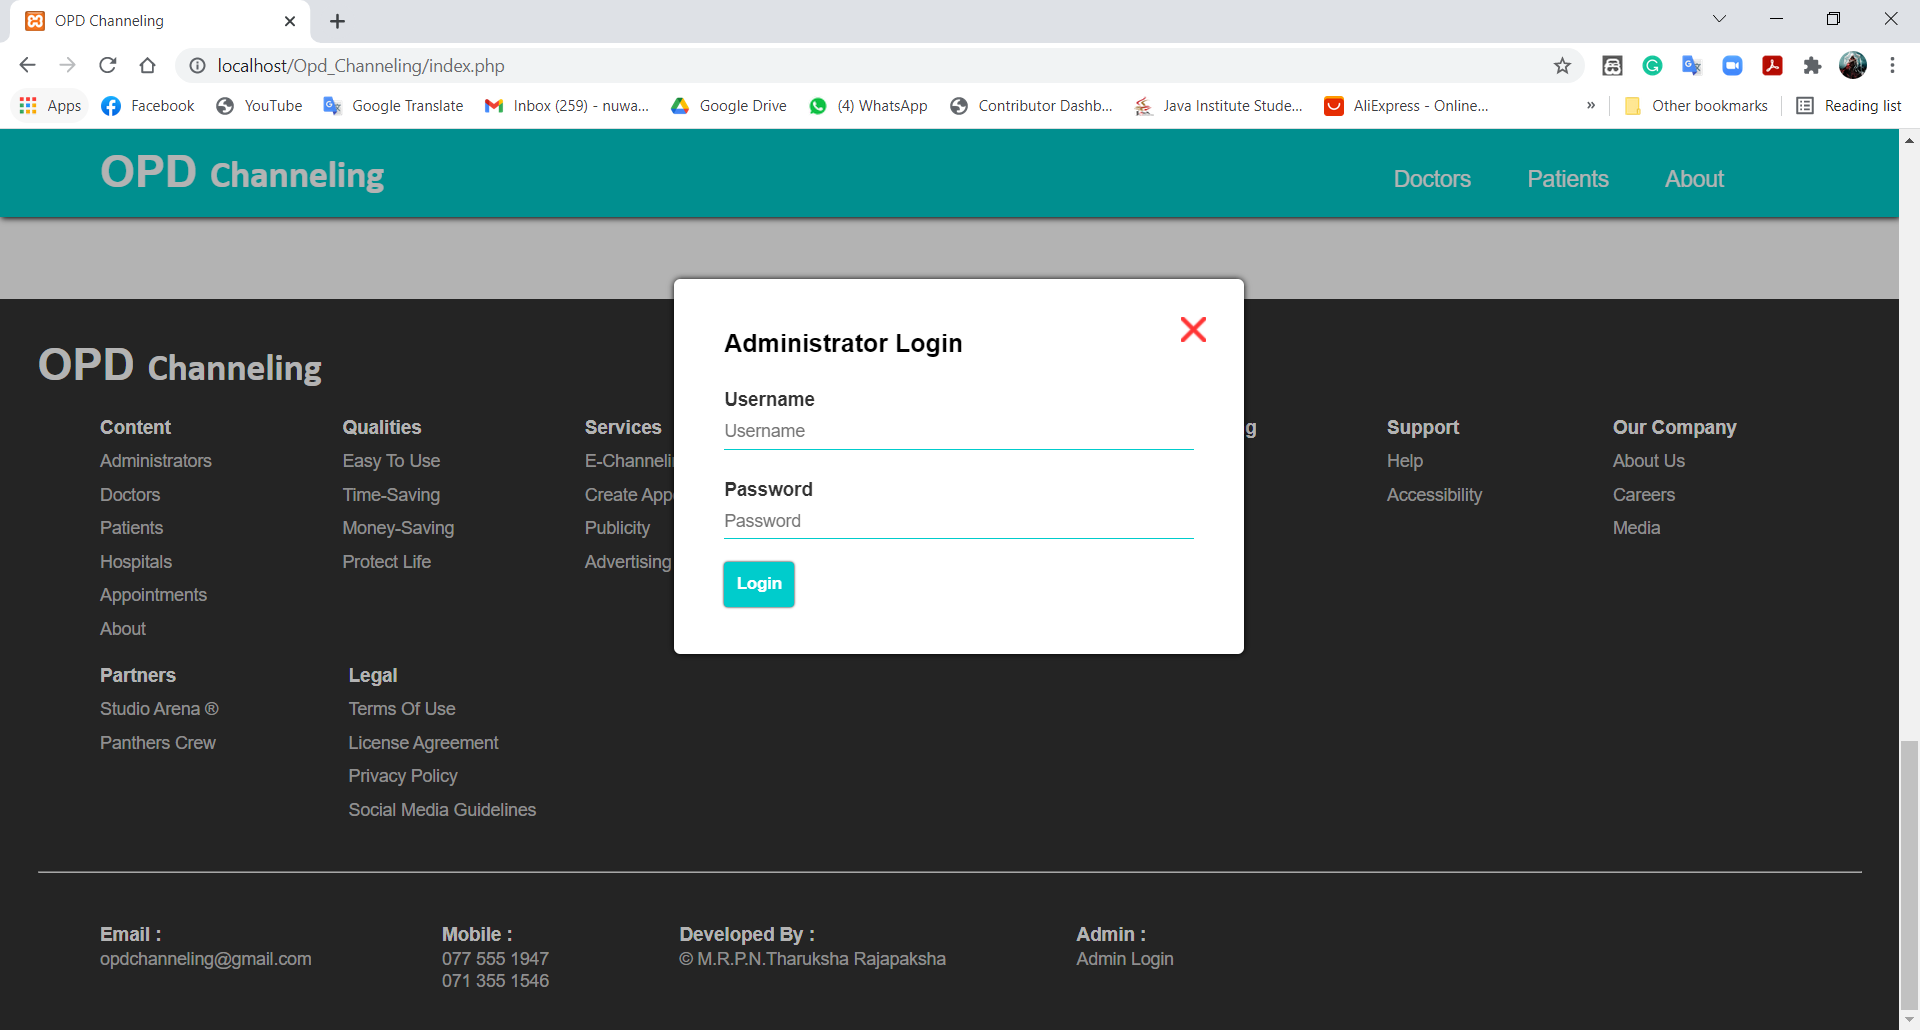 OPD Channeling
localhost/Opd_Channeling/index.php
Apps Facebook YouTube Google Translate Inbox (259) - nuwa... Google Drive (4) WhatsApp Contributor Dashb... Java Institute Stude... AliExpress - Online... » Other bookmarks Reading list
OPD Channeling
Doctors Patients About
Administrator Login
Username
Username
Password
Password
Login
OPD Channeling
Content
Administrators
Doctors
Patients
Hospitals
Appointments
About
Qualities
Easy To Use
Time-Saving
Money-Saving
Protect Life
Services
E-Channeli
Create App
Publicity
Advertising
g
Support
Help
Accessibility
Our Company
About Us
Careers
Media
Partners
Studio Arena ®
Panthers Crew
Legal
Terms Of Use
License Agreement
Privacy Policy
Social Media Guidelines
Email :
opdchanneling@gmail.com
Mobile :
077 555 1947
071 355 1546
Developed By :
© M.R.P.N.Tharuksha Rajapaksha
Admin :
Admin Login